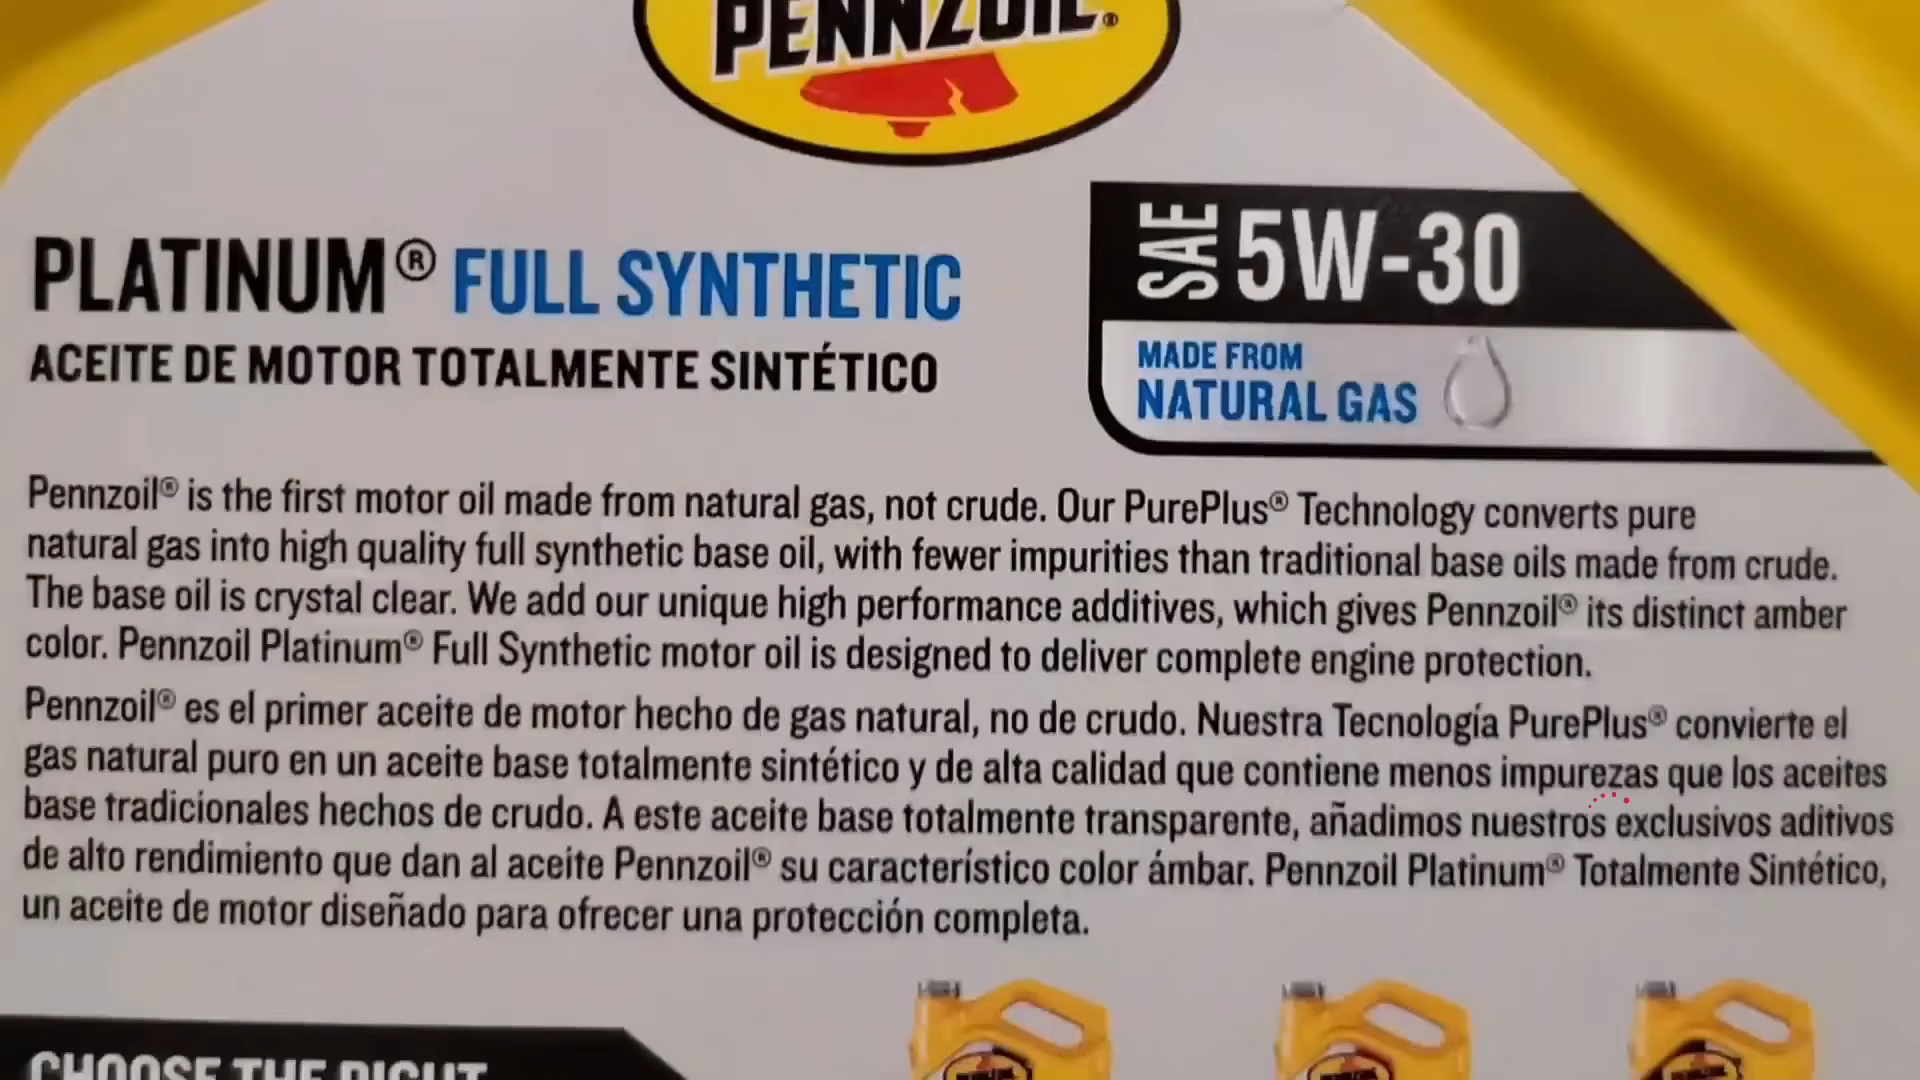 PENNZOIL®
PLATINUM® FULL SYNTHETIC
ACEITE DE MOTOR TOTALMENTE SINTÉTICO
SAE 5W-30
MADE FROM
NATURAL GAS
Pennzoil® is the first motor oil made from natural gas, not crude. Our PurePlus® Technology converts pure
natural gas into high quality full synthetic base oil, with fewer impurities than traditional base oils made from crude.
The base oil is crystal clear. We add our unique high performance additives, which gives Pennzoil® its distinct amber
color. Pennzoil Platinum® Full Synthetic motor oil is designed to deliver complete engine protection.
Pennzoil® es el primer aceite de motor hecho de gas natural, no de crudo. Nuestra Tecnología PurePlus® convierte el
gas natural puro en un aceite base totalmente sintético y de alta calidad que contiene menos impurezas que los aceites
base tradicionales hechos de crudo. A este aceite base totalmente transparente, añadimos nuestros exclusivos aditivos
de alto rendimiento que dan al aceite Pennzoil® su característico color ámbar. Pennzoil Platinum® Totalmente Sintético,
un aceite de motor diseñado para ofrecer una protección completa.
CHOOSE THE RIGHT